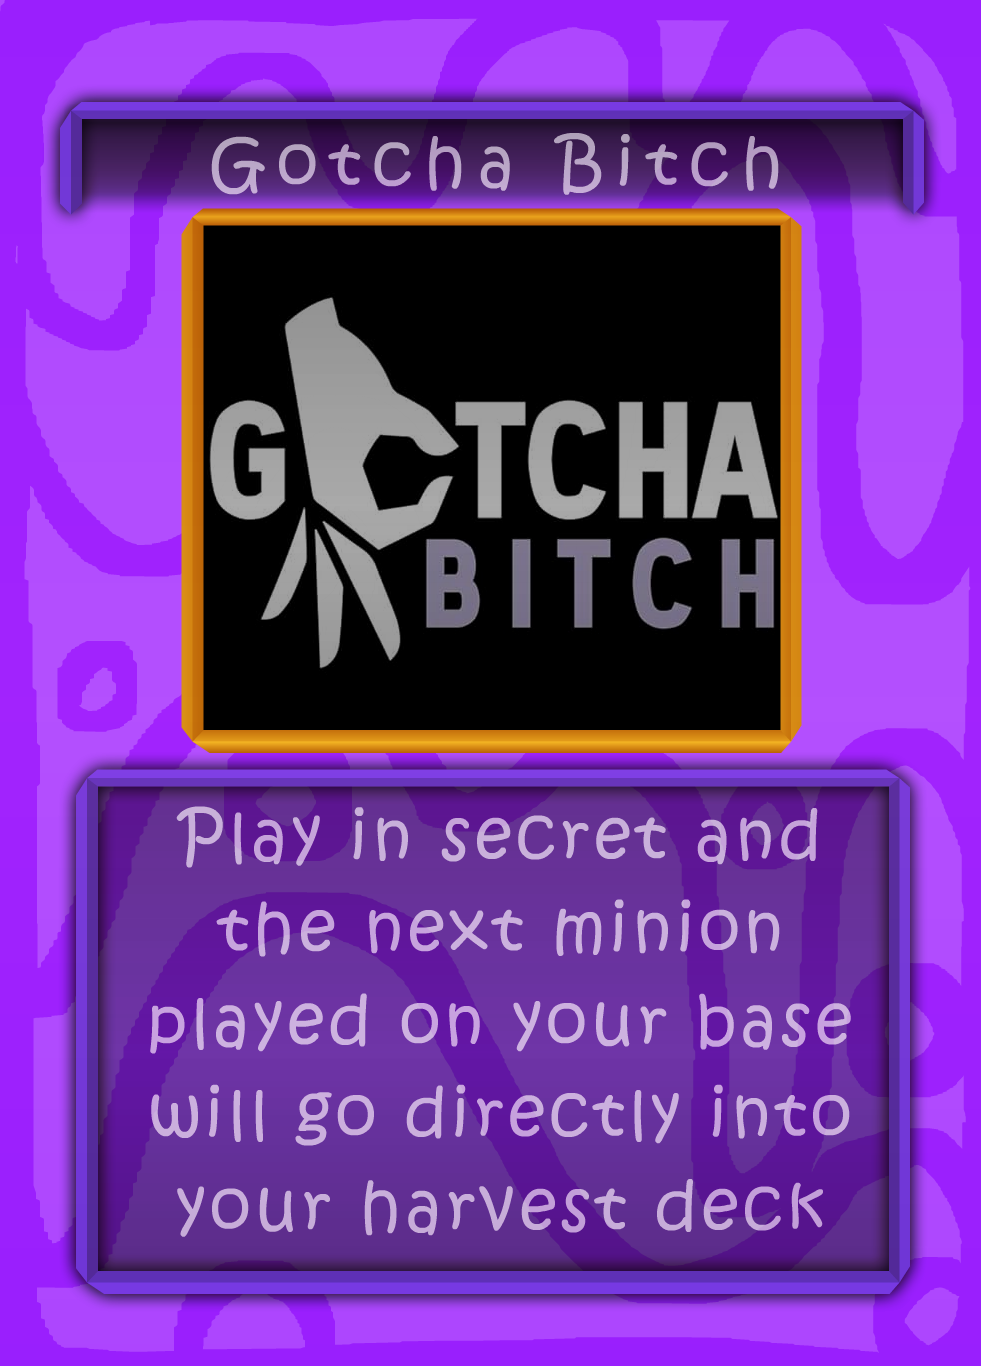 Gotcha Bitch
GOTCHA
BITCH
Play in secret and
the next minion
played on your base
will go directly into
your harvest deck